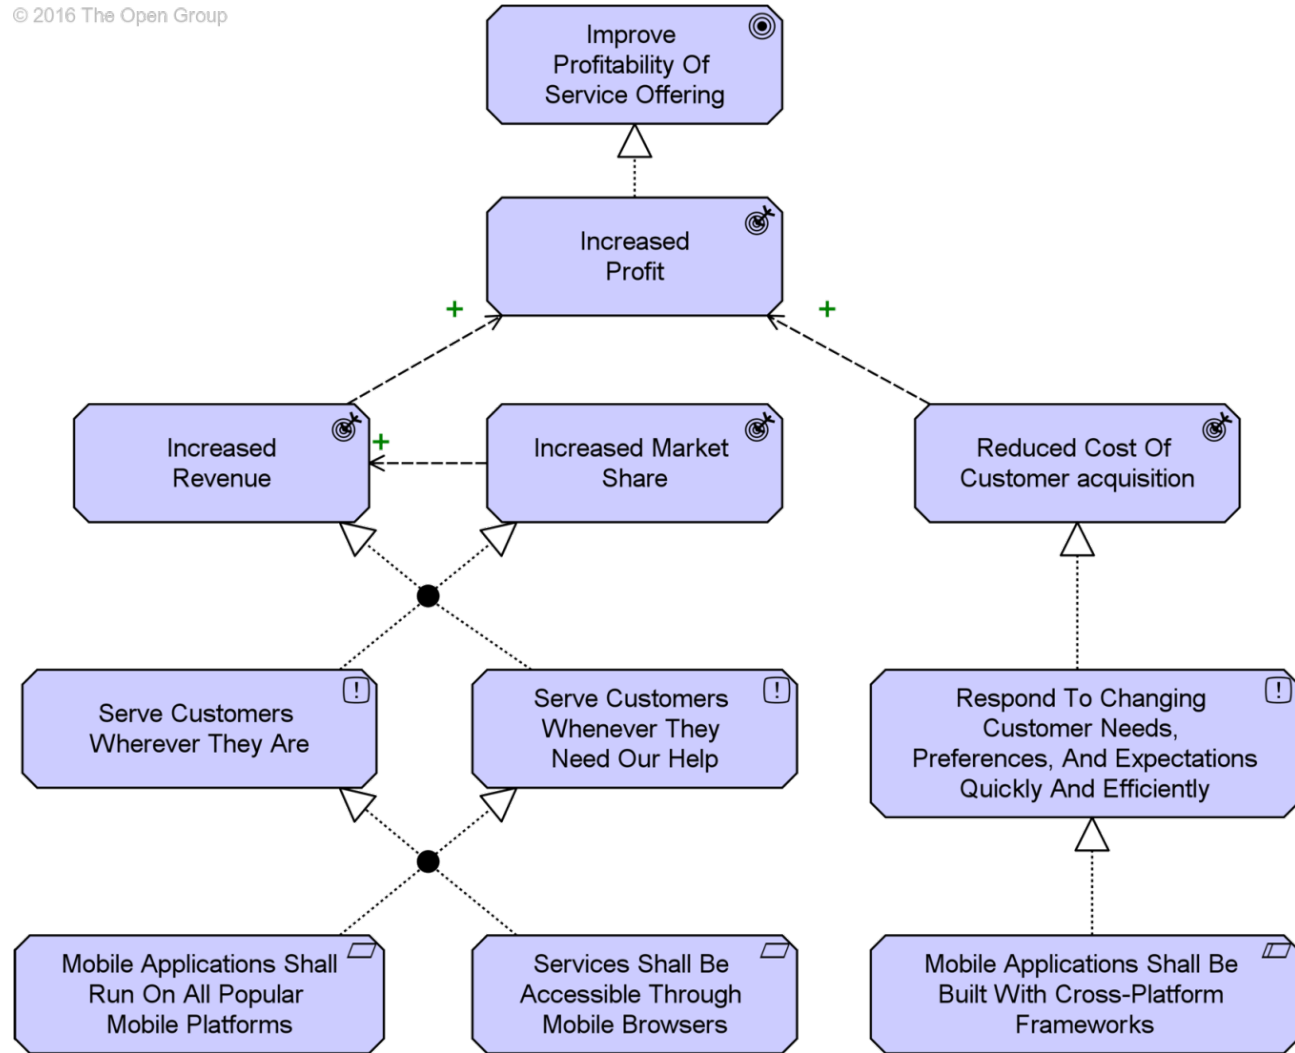 © 2016 The Open Group
Improve
Profitability Of
Service Offering
Increased
Profit
+
+
Increased
Revenue
+
Increased Market
Share
Reduced Cost Of
Customer acquisition
Serve Customers
Wherever They Are
!
Serve Customers
Whenever They
Need Our Help
!
Respond To Changing
Customer Needs,
Preferences, And Expectations
Quickly And Efficiently
!
Mobile Applications Shall
Run On All Popular
Mobile Platforms
Services Shall Be
Accessible Through
Mobile Browsers
Mobile Applications Shall Be
Built With Cross-Platform
Frameworks